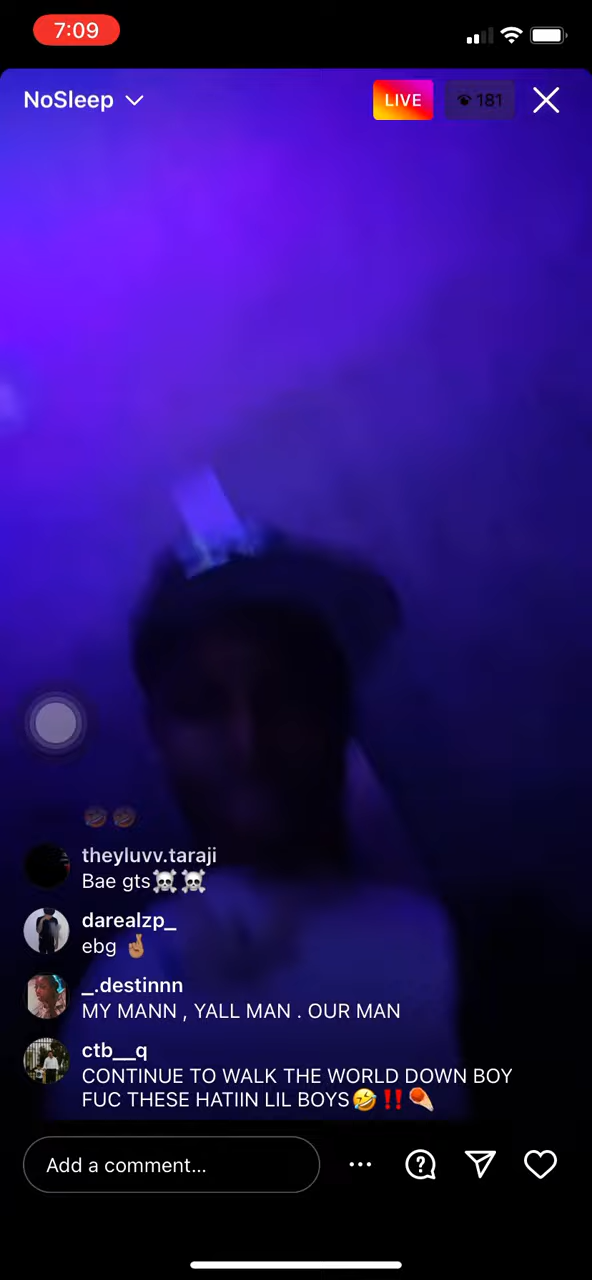 7:09
NoSleep
LIVE
181
🤣🤣
theyluvv.taraji
Bae gts☠️☠️
darealzp_
ebg 🤞🏽
_.destinnn
MY MANN , YALL MAN . OUR MAN
ctb__q
CONTINUE TO WALK THE WORLD DOWN BOY
FUC THESE HATIIN LIL BOYS🤣‼️🍖
Add a comment...